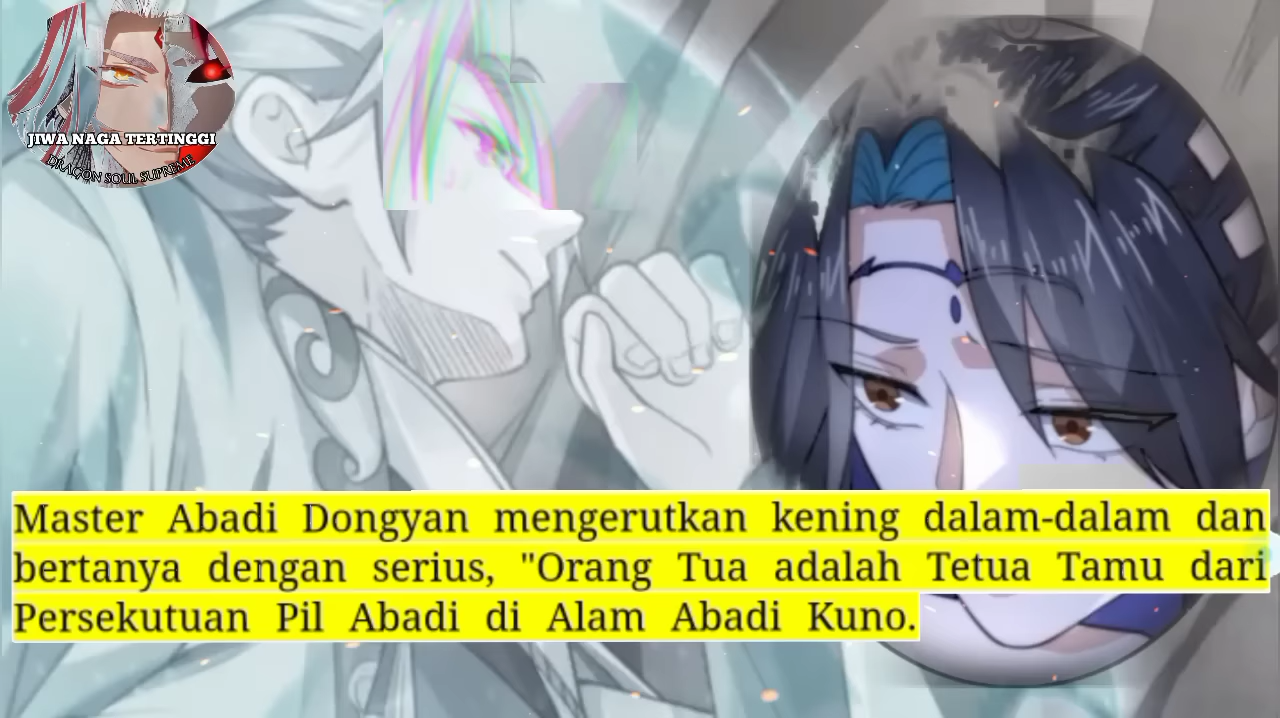 JIWA NAGA TERTINGGI
DRAGON SOUL SUPREME
Master Abadi Dongyan mengerutkan kening dalam-dalam dan
bertanya dengan serius, "Orang Tua adalah Tetua Tamu dari
Persekutuan Pil Abadi di Alam Abadi Kuno.